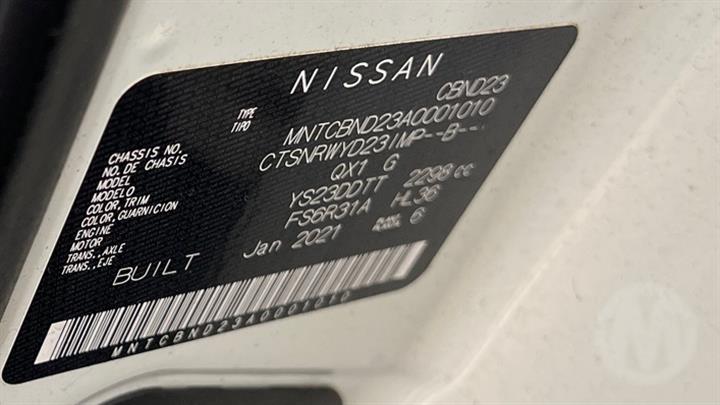 NISSAN
TYPE CBND23
TIPO
CHASSIS NO. MNTCBND23A0001010
NO. DE CHASIS
MODEL CTSNRWYD23IMP--B--
MODELO
COLOR, TRIM QX1 G
COLOR, GUARNICION
ENGINE YS23DDTT 2298 cc
MOTOR
TRANS., AXLE FS6R31A HL36
TRANS., EJE
BUILT Jan 2021 6
MNTCBND23A0001010
M